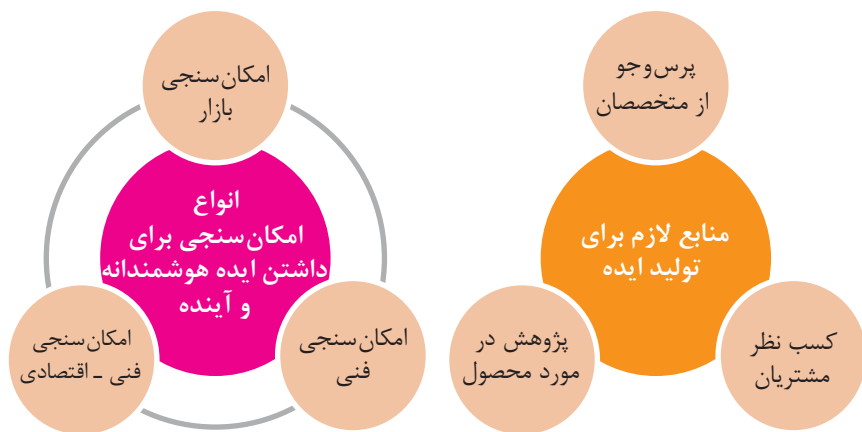 پرس‌وجو
از متخصصان
منابع لازم برای
تولید ایده
کسب نظر
مشتریان
پژوهش در
مورد محصول
امکان‌سنجی
بازار
انواع
امکان‌سنجی برای
داشتن ایده هوشمندانه
و آینده
امکان‌سنجی
فنی
امکان‌سنجی
فنی ـ اقتصادی